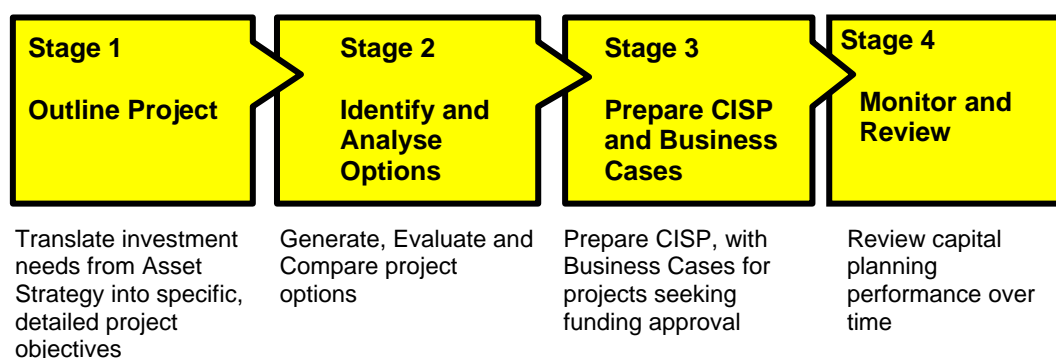 Stage 1
Outline Project
Stage 2
Identify and
Analyse
Options
Stage 3
Prepare CISP
and Business
Cases
Stage 4
Monitor and
Review
Translate investment
needs from Asset
Strategy into specific,
detailed project
objectives
Generate, Evaluate and
Compare project
options
Prepare CISP, with
Business Cases for
projects seeking
funding approval
Review capital
planning
performance over
time